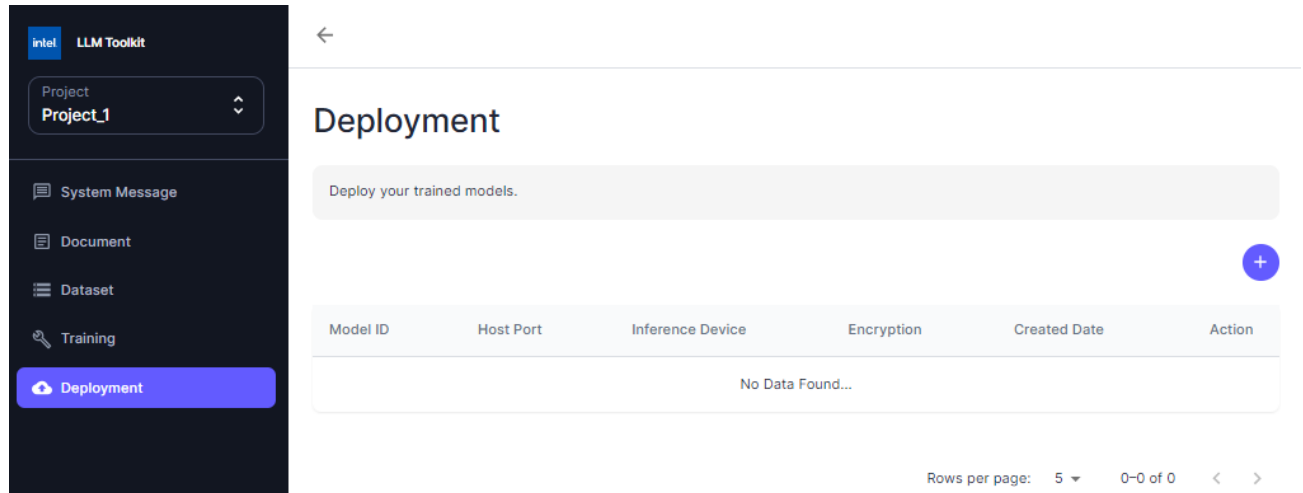 intel LLM Toolkit
Project
Project_1
System Message
Document
Dataset
Training
Deployment
Deployment
Deploy your trained models.
Model ID Host Port Inference Device Encryption Created Date Action
No Data Found...
Rows per page: 5 0-0 of 0